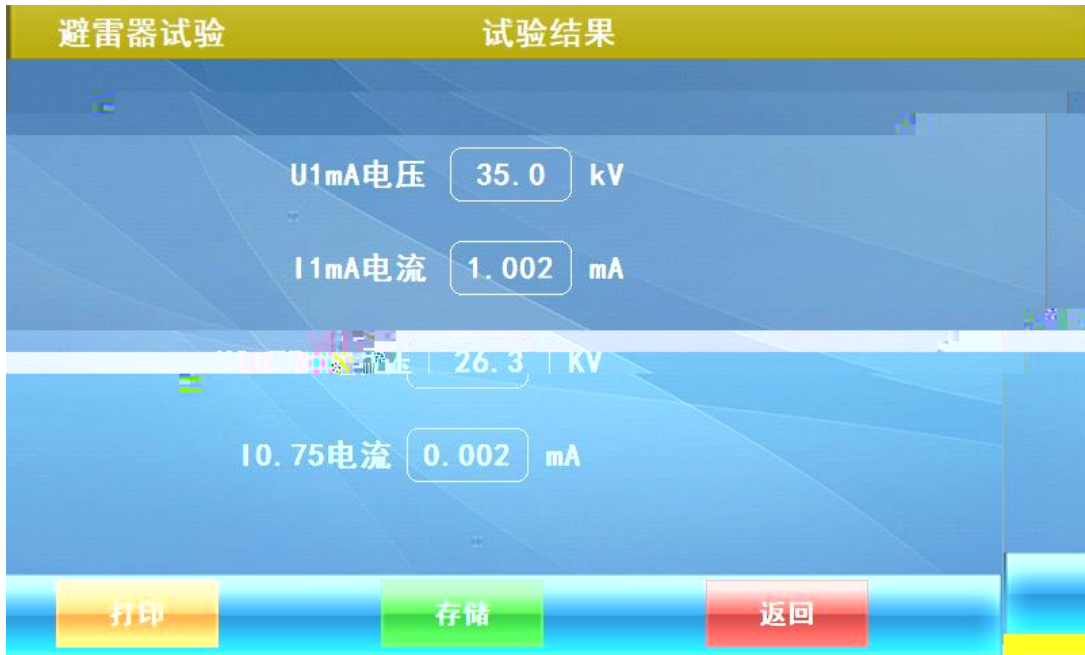 避雷器试验 试验结果
U1mA电压 35.0 kV
I1mA电流 1.002 mA
压 26.3 KV
I0.75电流 0.002 mA
打印 存储 返回